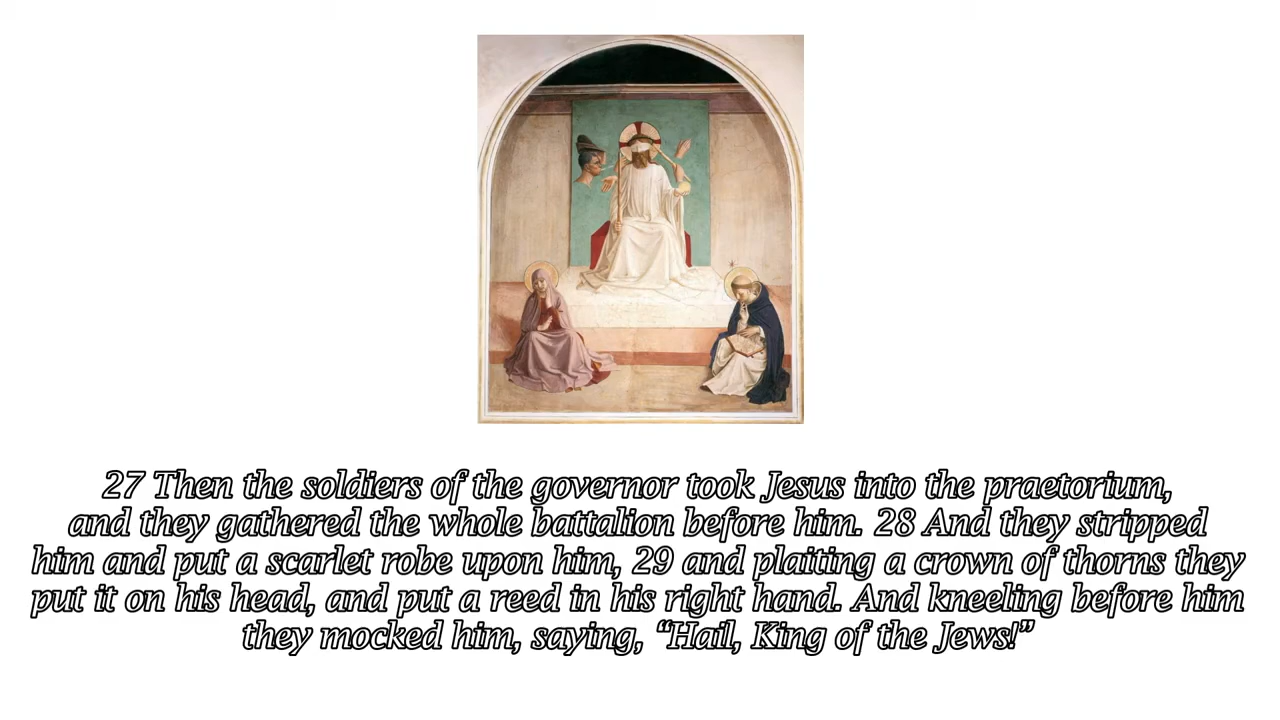 27 Then the soldiers of the governor took Jesus into the praetorium,
and they gathered the whole battalion before him. 28 And they stripped
him and put a scarlet robe upon him, 29 and plaiting a crown of thorns they
put it on his head, and put a reed in his right hand. And kneeling before him
they mocked him, saying, “Hail, King of the Jews!”